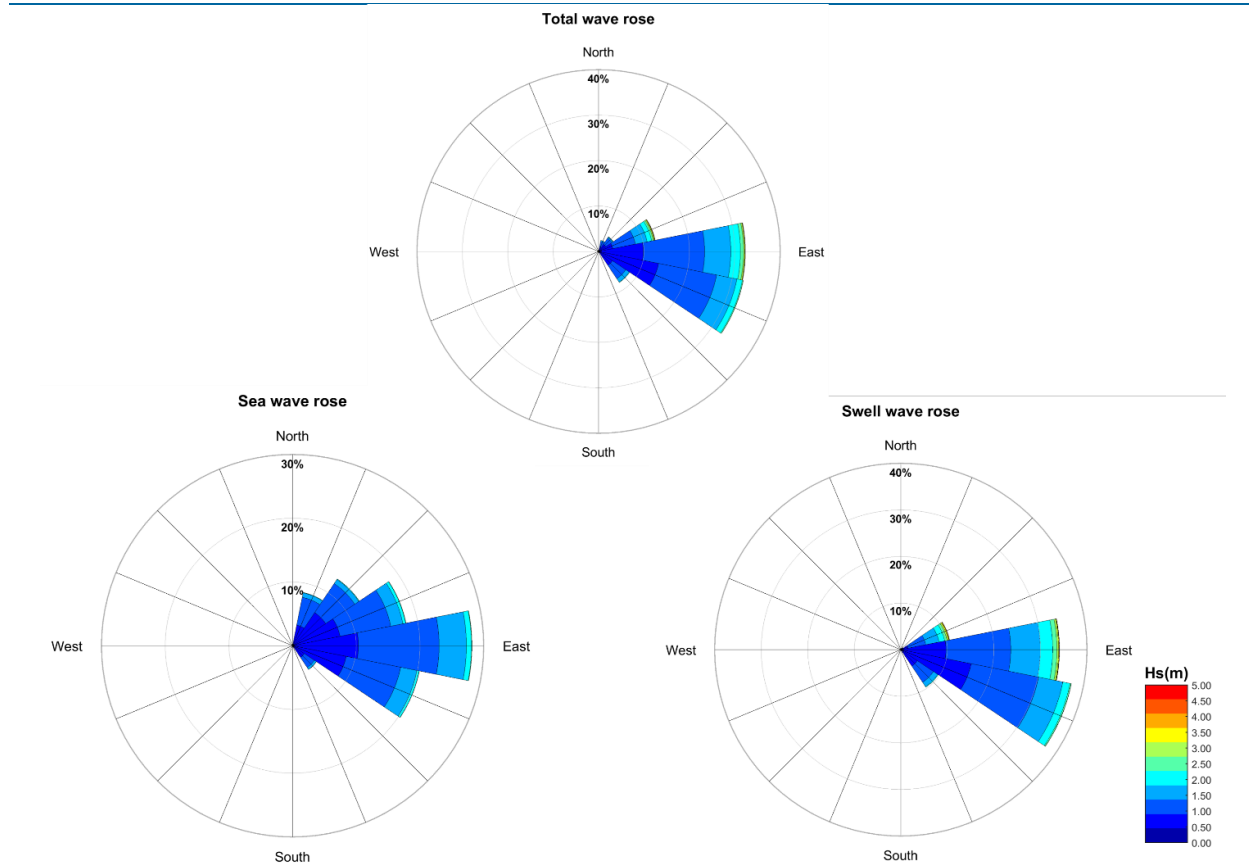 Total wave rose
North
40%
30%
20%
10%
West
East
South
Sea wave rose
North
30%
20%
10%
West
East
South
Swell wave rose
North
40%
30%
20%
10%
West
East
South
Hs(m)
5.00
4.50
4.00
3.50
3.00
2.50
2.00
1.50
1.00
0.50
0.00